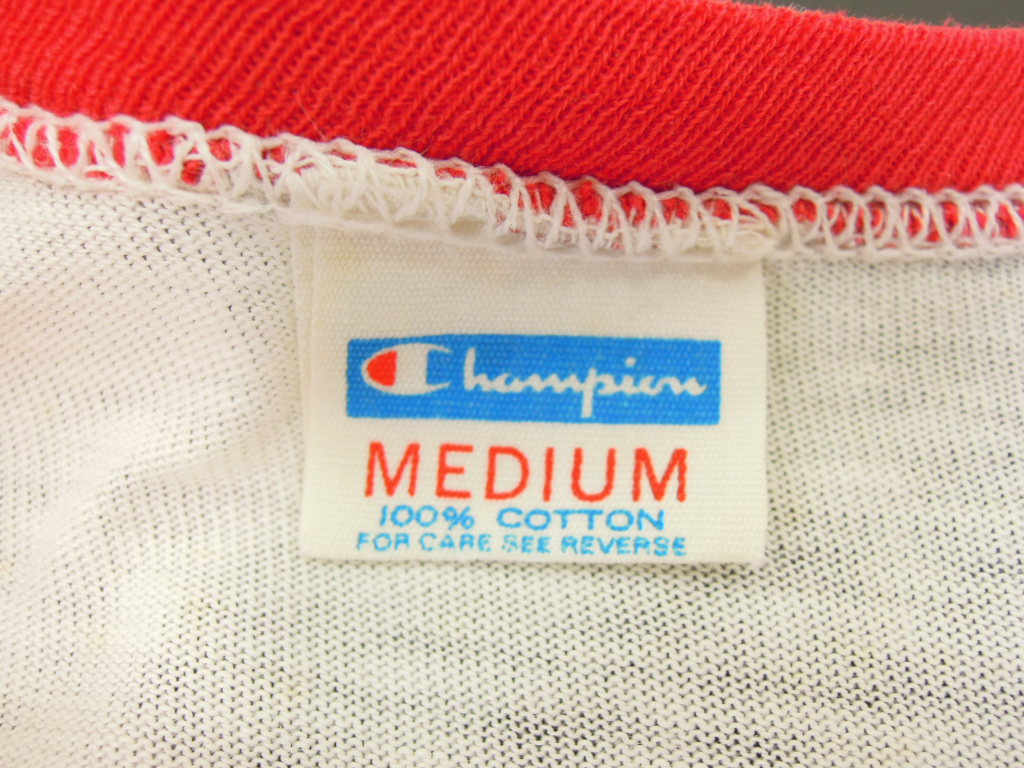 Champion
MEDIUM
100% COTTON
FOR CARE SEE REVERSE